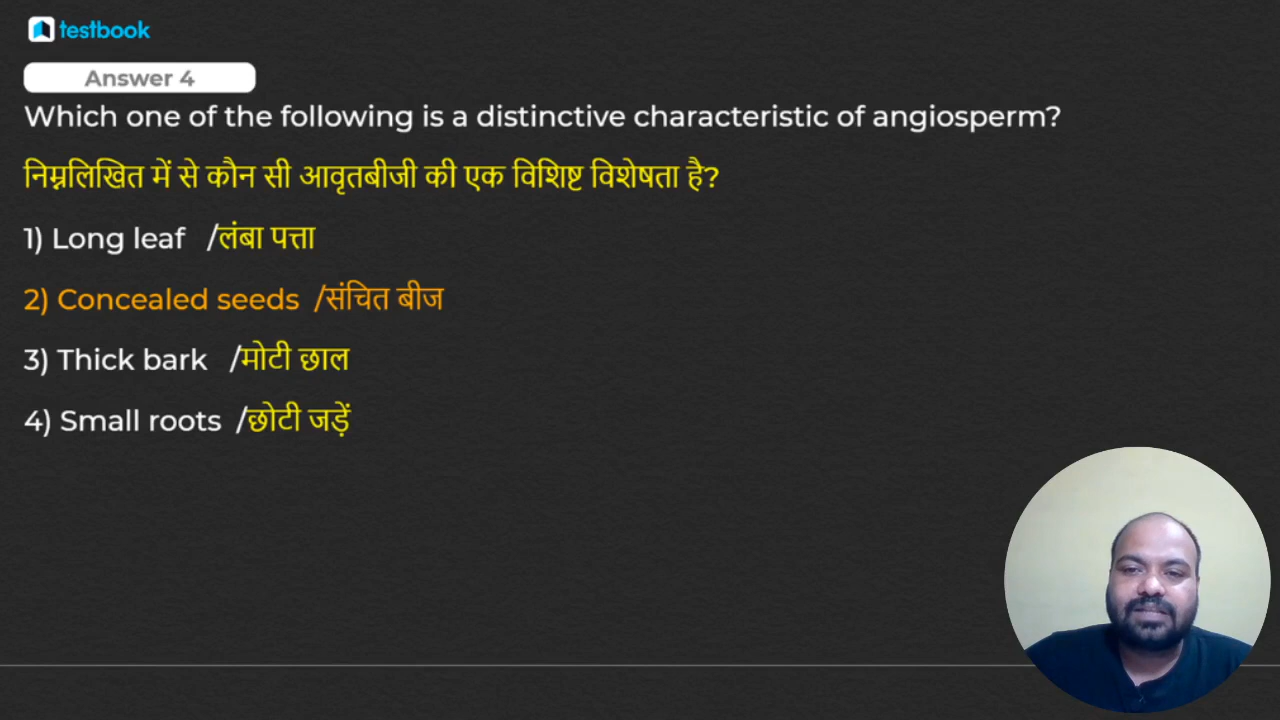 testbook
Answer 4
Which one of the following is a distinctive characteristic of angiosperm?
निम्नलिखित में से कौन सी आवृतबीजी की एक विशिष्ट विशेषता है?
1) Long leaf /लंबा पत्ता
2) Concealed seeds /संचित बीज
3) Thick bark /मोटी छाल
4) Small roots /छोटी जड़ें